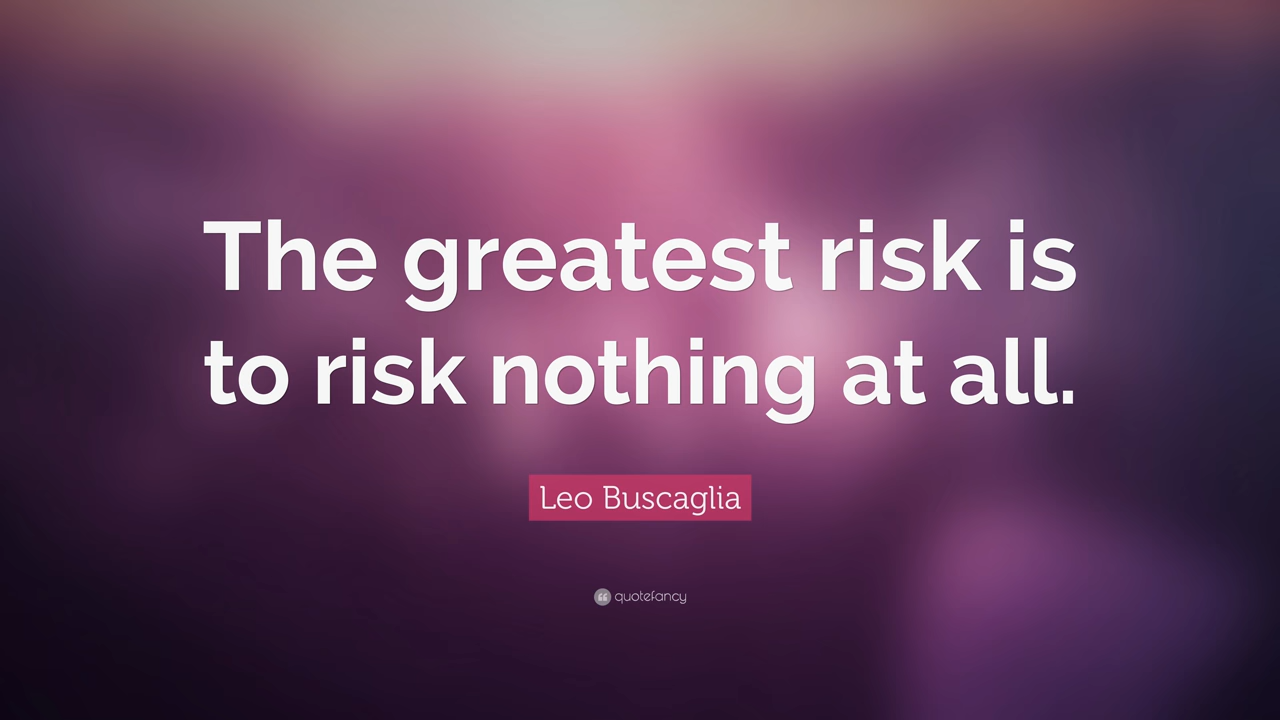 The greatest risk is
to risk nothing at all.
Leo Buscaglia
quotefancy